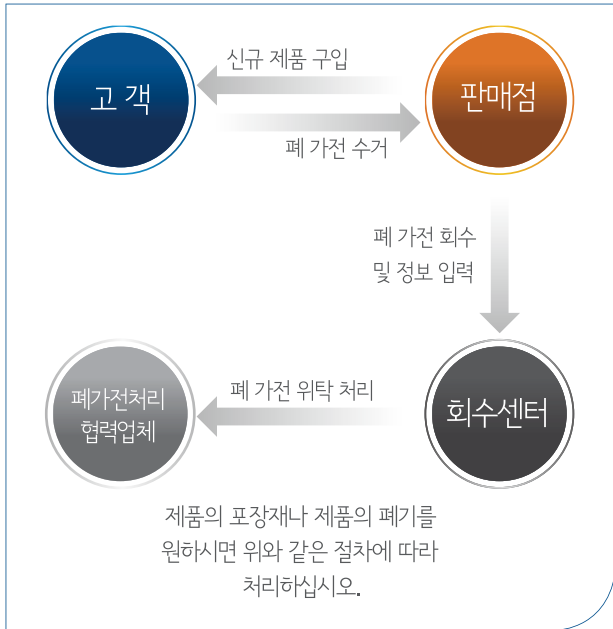 신규 제품 구입
고 객
판매점
폐 가전 수거
폐 가전 회수
및 정보 입력
폐 가전 위탁 처리
폐가전처리
협력업체
회수센터
제품의 포장재나 제품의 폐기를
원하시면 위와 같은 절차에 따라
처리하십시오.